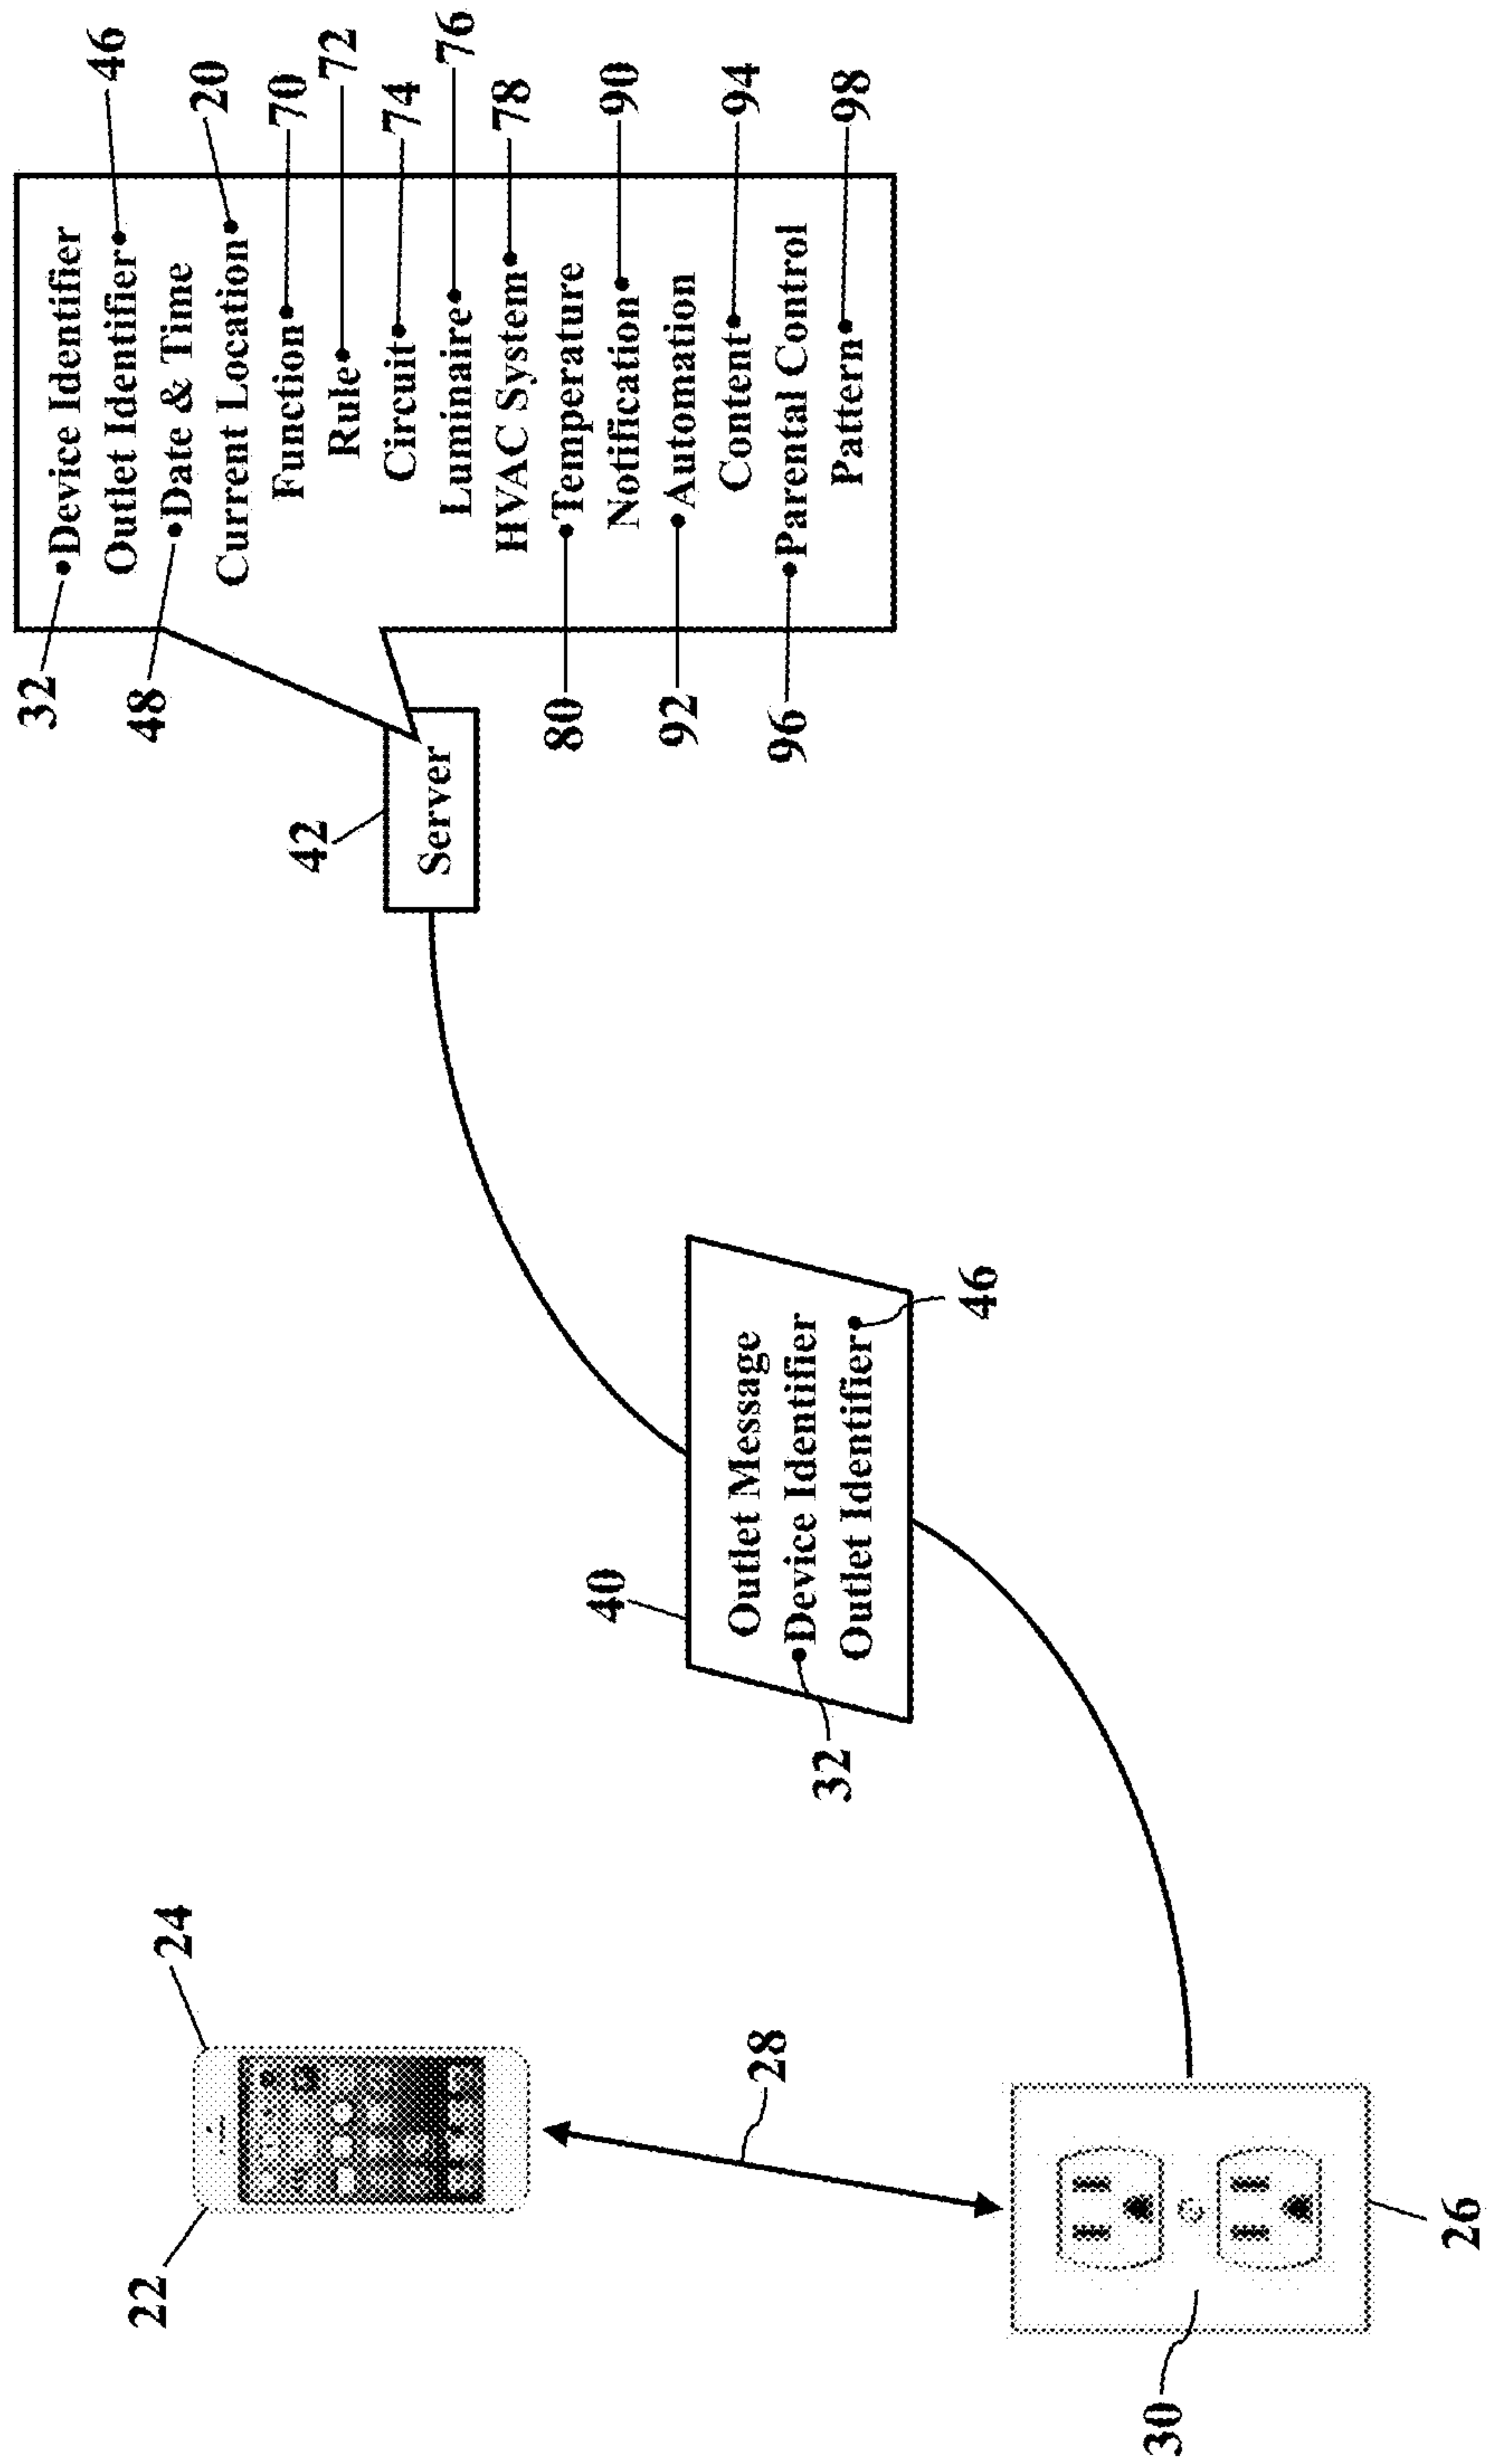 22
24
28
30
26
40
Outlet Message
Device Identifier
Outlet Identifier
32
46
42
Server
32
Device Identifier
Outlet Identifier
46
48
Date & Time
Current Location
20
Function
70
Rule
72
Circuit
74
Luminaire
76
HVAC System
78
80
Temperature
Notification
90
92
Automation
Content
94
96
Parental Control
Pattern
98